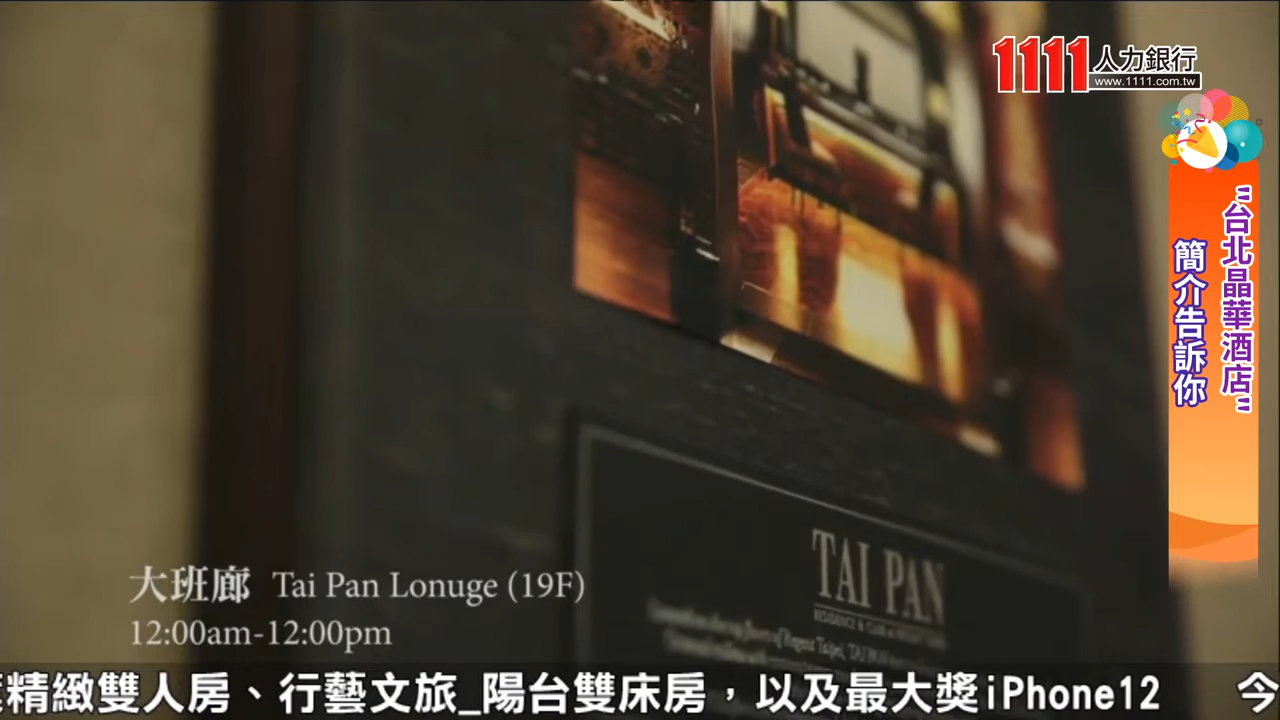 1111人力銀行
www.1111.com.tw
"台北晶華酒店"
簡介告訴你
TAI PAN
RESIDENCE & CLUB
大班廊 Tai Pan Lonuge (19F)
12:00am-12:00pm
精緻雙人房、行藝文旅_陽台雙床房，以及最大獎iPhone12 今